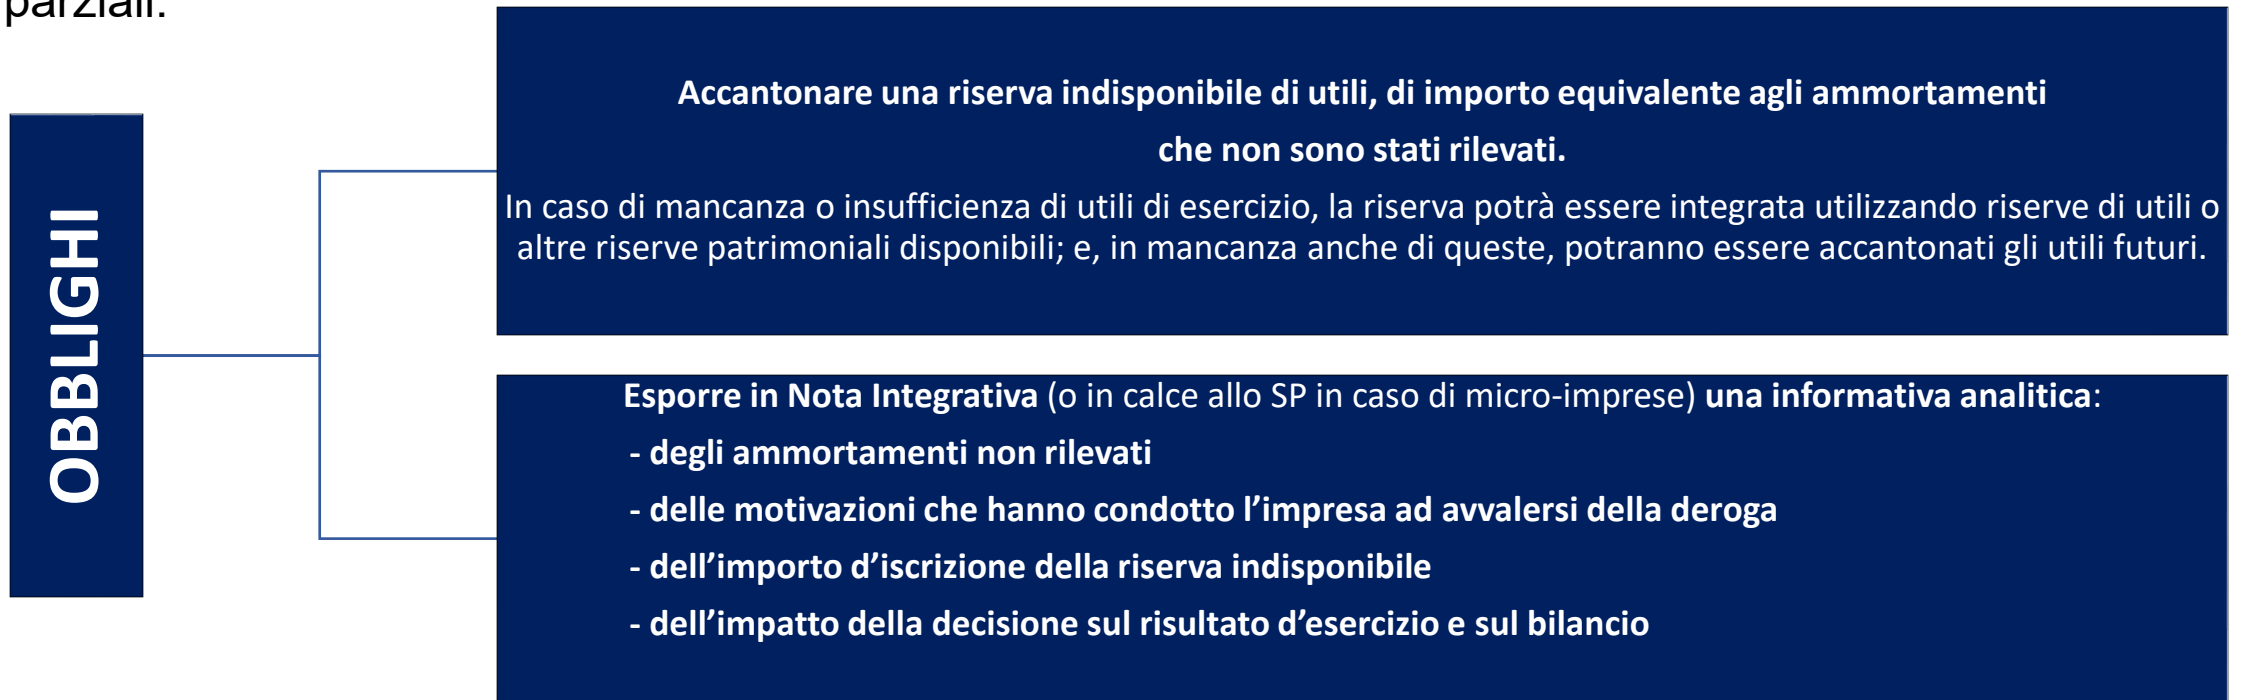 parziali.
OBBLIGHI
Accantonare una riserva indisponibile di utili, di importo equivalente agli ammortamenti
che non sono stati rilevati.
In caso di mancanza o insufficienza di utili di esercizio, la riserva potrà essere integrata utilizzando riserve di utili o
altre riserve patrimoniali disponibili; e, in mancanza anche di queste, potranno essere accantonati gli utili futuri.
Esporre in Nota Integrativa (o in calce allo SP in caso di micro-imprese) una informativa analitica:
- degli ammortamenti non rilevati
- delle motivazioni che hanno condotto l’impresa ad avvalersi della deroga
- dell’importo d’iscrizione della riserva indisponibile
- dell’impatto della decisione sul risultato d’esercizio e sul bilancio